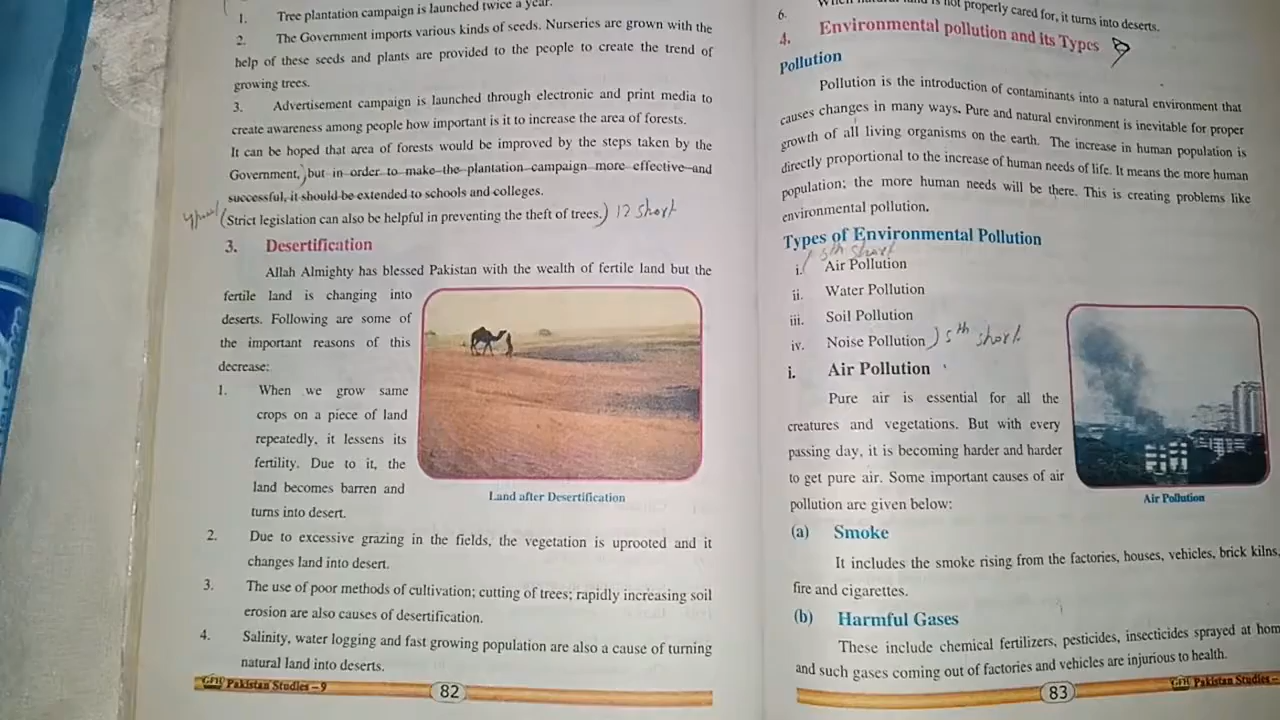 1. Tree plantation campaign is launched twice a year.
2. The Government imports various kinds of seeds. Nurseries are grown with the
help of these seeds and plants are provided to the people to create the trend of
growing trees.
3. Advertisement campaign is launched through electronic and print media to
create awareness among people how important is it to increase the area of forests.
It can be hoped that area of forests would be improved by the steps taken by the
Government,) but in order to make the plantation campaign more effective and
successful, it should be extended to schools and colleges.
(Strict legislation can also be helpful in preventing the theft of trees.) 12 short
3. Desertification
Allah Almighty has blessed Pakistan with the wealth of fertile land but the
fertile land is changing into
deserts. Following are some of
the important reasons of this
decrease:
1. When we grow same
crops on a piece of land
repeatedly, it lessens its
fertility. Due to it, the
land becomes barren and
turns into desert.
Land after Desertification
2. Due to excessive grazing in the fields, the vegetation is uprooted and it
changes land into desert.
3. The use of poor methods of cultivation; cutting of trees; rapidly increasing soil
erosion are also causes of desertification.
4. Salinity, water logging and fast growing population are also a cause of turning
natural land into deserts.
Pakistan Studies – 9
82
6. When natural land is not properly cared for, it turns into deserts.
4. Environmental pollution and its Types
Pollution
Pollution is the introduction of contaminants into a natural environment that
causes changes in many ways. Pure and natural environment is inevitable for proper
growth of all living organisms on the earth. The increase in human population is
directly proportional to the increase of human needs of life. It means the more human
population; the more human needs will be there. This is creating problems like
environmental pollution.
Types of Environmental Pollution
5th short
i. ( Air Pollution
ii. Water Pollution
iii. Soil Pollution
iv. Noise Pollution ) 5th short
i. Air Pollution
Pure air is essential for all the
creatures and vegetations. But with every
passing day, it is becoming harder and harder
to get pure air. Some important causes of air
pollution are given below:
Air Pollution
(a) Smoke
It includes the smoke rising from the factories, houses, vehicles, brick kilns,
fire and cigarettes.
(b) Harmful Gases
These include chemical fertilizers, pesticides, insecticides sprayed at hom
and such gases coming out of factories and vehicles are injurious to health.
83
GFH Pakistan Studies –